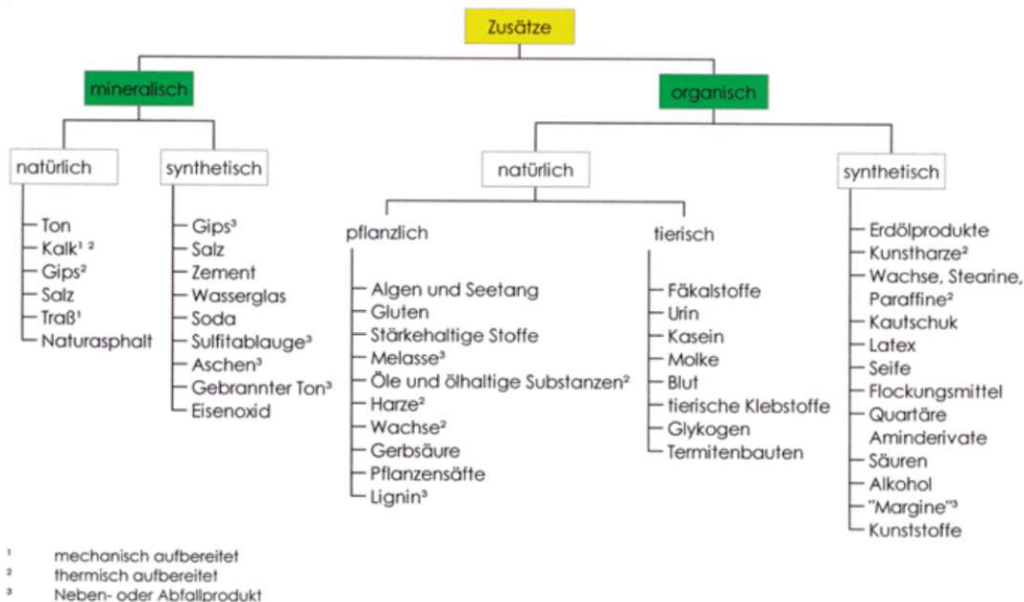 Zusätze
mineralisch
organisch
natürlich
synthetisch
natürlich
synthetisch
Ton
Kalk¹ ²
Gips²
Salz
Traß¹
Naturasphalt
Gips³
Salz
Zement
Wasserglas
Soda
Sulfitablauge³
Aschen³
Gebrannter Ton³
Eisenoxid
pflanzlich
Algen und Seetang
Gluten
Stärkehaltige Stoffe
Melasse³
Öle und ölhaltige Substanzen²
Harze²
Wachse²
Gerbsäure
Pflanzensäfte
Lignin³
tierisch
Fäkalstoffe
Urin
Kasein
Molke
Blut
tierische Klebstoffe
Glykogen
Termitenbauten
Erdölprodukte
Kunstharze²
Wachse, Stearine,
Paraffine²
Kautschuk
Latex
Seife
Flockungsmittel
Quartäre
Aminderivate
Säuren
Alkohol
"Margine"³
Kunststoffe
¹ mechanisch aufbereitet
² thermisch aufbereitet
³ Neben- oder Abfallprodukt